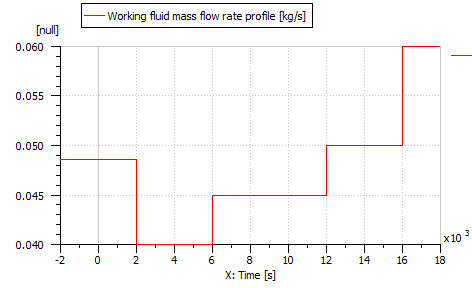 Working fluid mass flow rate profile [kg/s]
[null]
0.060
0.055
0.050
0.045
0.040
-2 0 2 4 6 8 10 12 14 16 18
x10 3
X: Time [s]